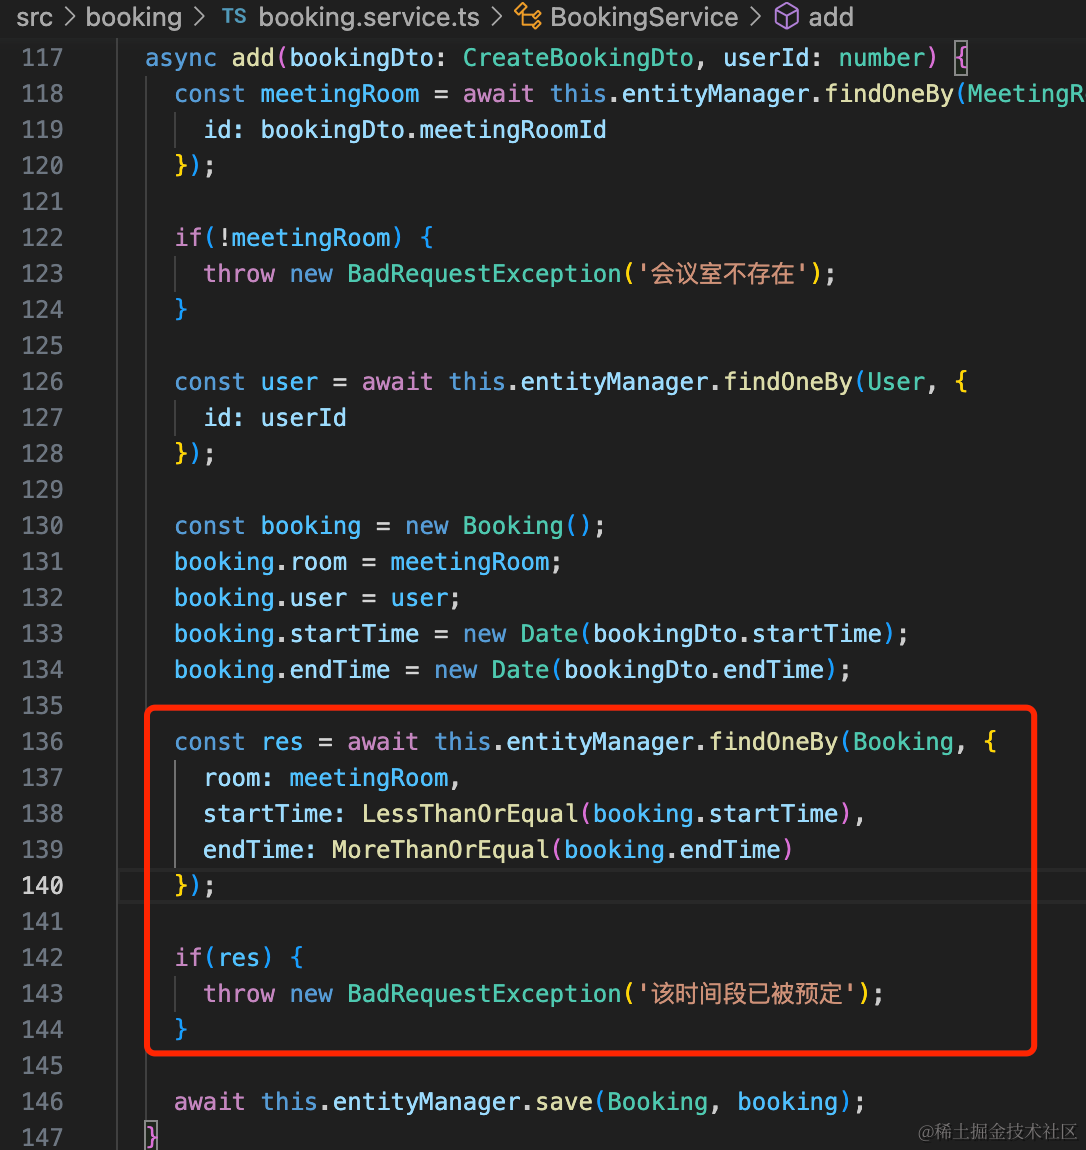 src > booking > TS booking.service.ts > BookingService > add
117 async add(bookingDto: CreateBookingDto, userId: number) {
118 const meetingRoom = await this.entityManager.findOneBy(MeetingR
119 id: bookingDto.meetingRoomId
120 });
121
122 if(!meetingRoom) {
123 throw new BadRequestException('会议室不存在');
124 }
125
126 const user = await this.entityManager.findOneBy(User, {
127 id: userId
128 });
129
130 const booking = new Booking();
131 booking.room = meetingRoom;
132 booking.user = user;
133 booking.startTime = new Date(bookingDto.startTime);
134 booking.endTime = new Date(bookingDto.endTime);
135
136 const res = await this.entityManager.findOneBy(Booking, {
137 room: meetingRoom,
138 startTime: LessThanOrEqual(booking.startTime),
139 endTime: MoreThanOrEqual(booking.endTime)
140 });
141
142 if(res) {
143 throw new BadRequestException('该时间段已被预定');
144 }
145
146 await this.entityManager.save(Booking, booking);
147 }
@稀土掘金技术社区